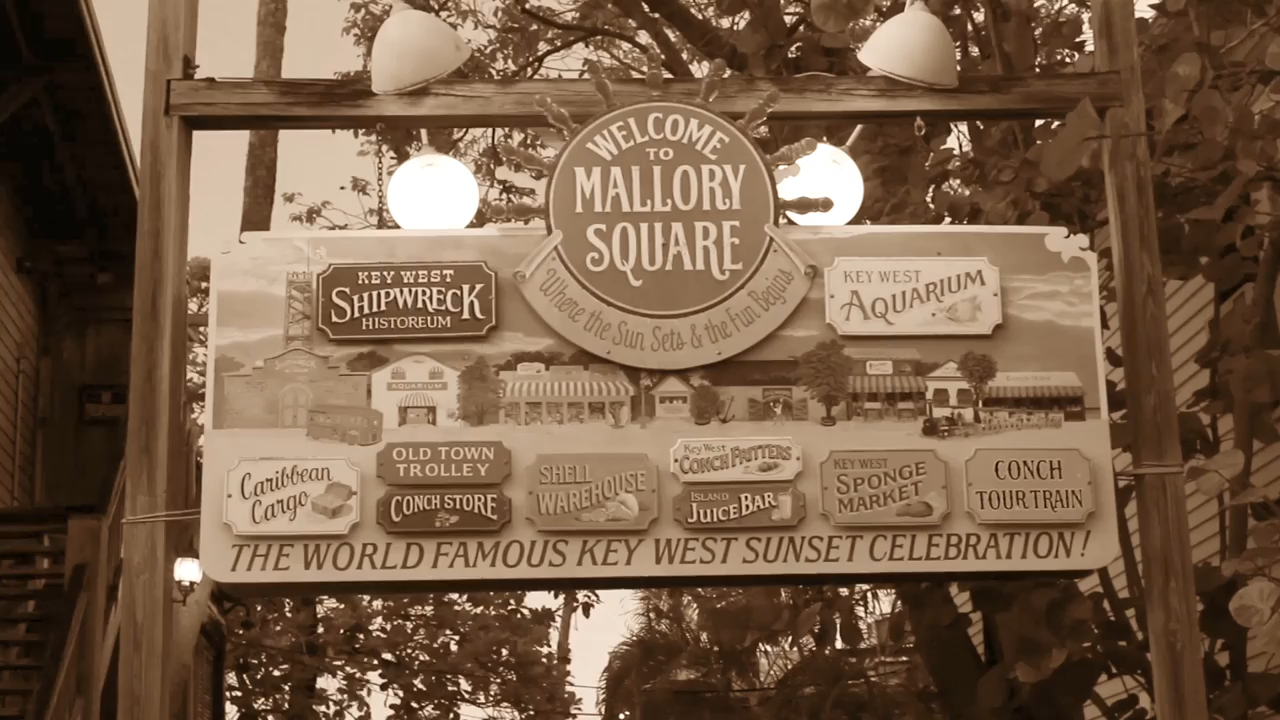 WELCOME
TO
MALLORY
SQUARE
Where the Sun Sets & the Fun Begins
KEY WEST
SHIPWRECK
HISTOREUM
KEY WEST
AQUARIUM
AQUARIUM
Caribbean
Cargo
OLD TOWN
TROLLEY
CONCH STORE
SHELL
WAREHOUSE
Key West
CONCH FRITTERS
ISLAND
JUICE BAR
KEY WEST
SPONGE
MARKET
CONCH
TOUR TRAIN
THE WORLD FAMOUS KEY WEST SUNSET CELEBRATION!